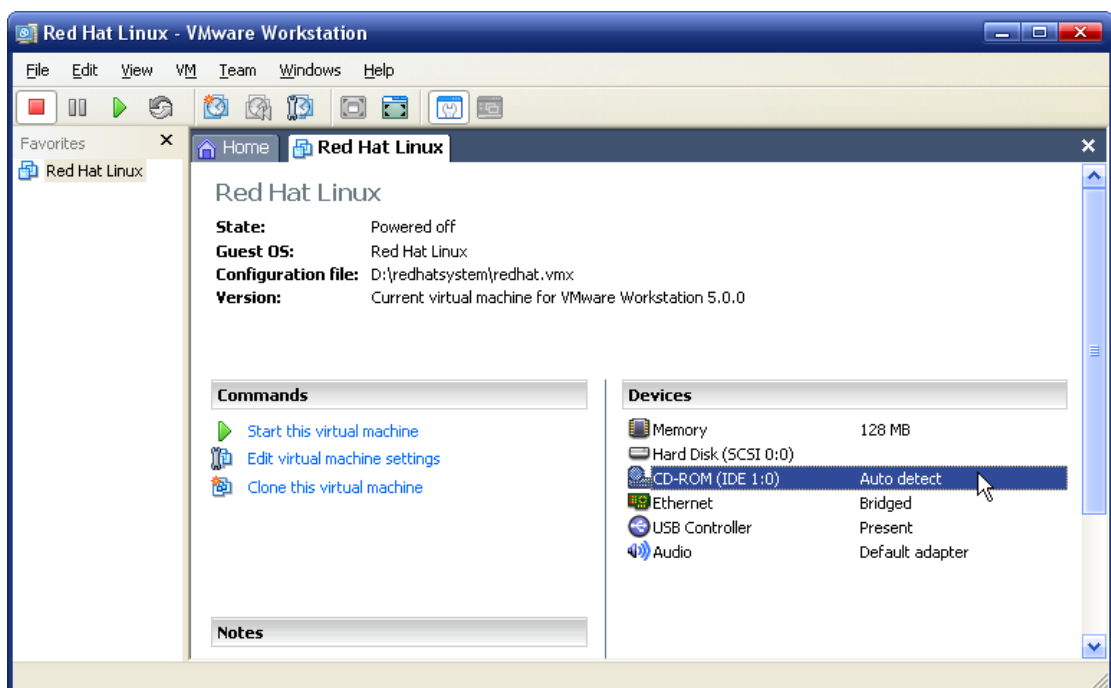 Red Hat Linux - VMware Workstation
File Edit View VM Team Windows Help
Favorites
Home Red Hat Linux
Red Hat Linux
Red Hat Linux
State: Powered off
Guest OS: Red Hat Linux
Configuration file: D:\redhatsystem\redhat.vmx
Version: Current virtual machine for VMware Workstation 5.0.0
Commands
Start this virtual machine
Edit virtual machine settings
Clone this virtual machine
Notes
Devices
Memory 128 MB
Hard Disk (SCSI 0:0)
CD-ROM (IDE 1:0) Auto detect
Ethernet Bridged
USB Controller Present
Audio Default adapter